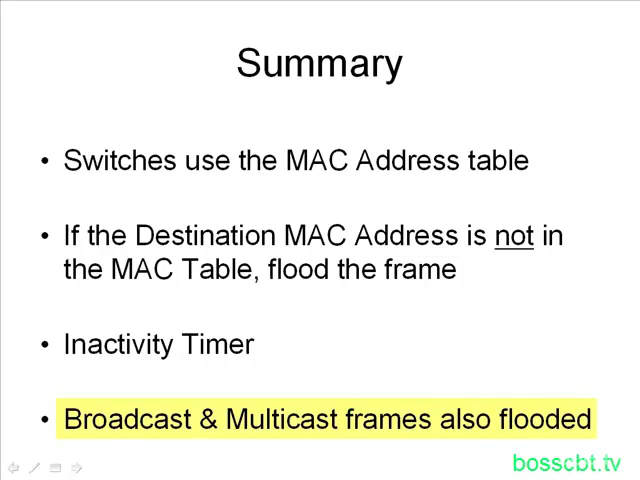 Summary
• Switches use the MAC Address table
• If the Destination MAC Address is not in
the MAC Table, flood the frame
• Inactivity Timer
• Broadcast & Multicast frames also flooded
bosscbt.tv